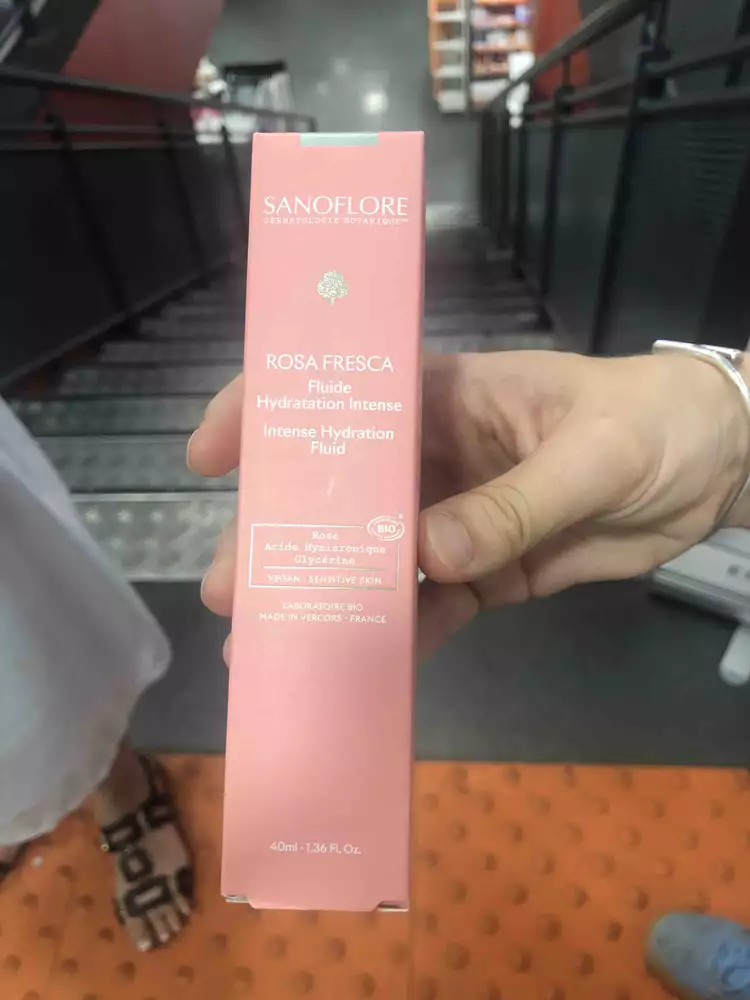 SANOFLORE
DERMATOLOGIE BOTANIQUE™
ROSA FRESCA
Fluide
Hydratation Intense
Intense Hydration
Fluid
BIO
Rose
Acide Hyaluronique
Glycérine
VEGAN - SENSITIVE SKIN
LABORATOIRE BIO
MADE IN VERCORS - FRANCE
40ml - 1.36 Fl. Oz.